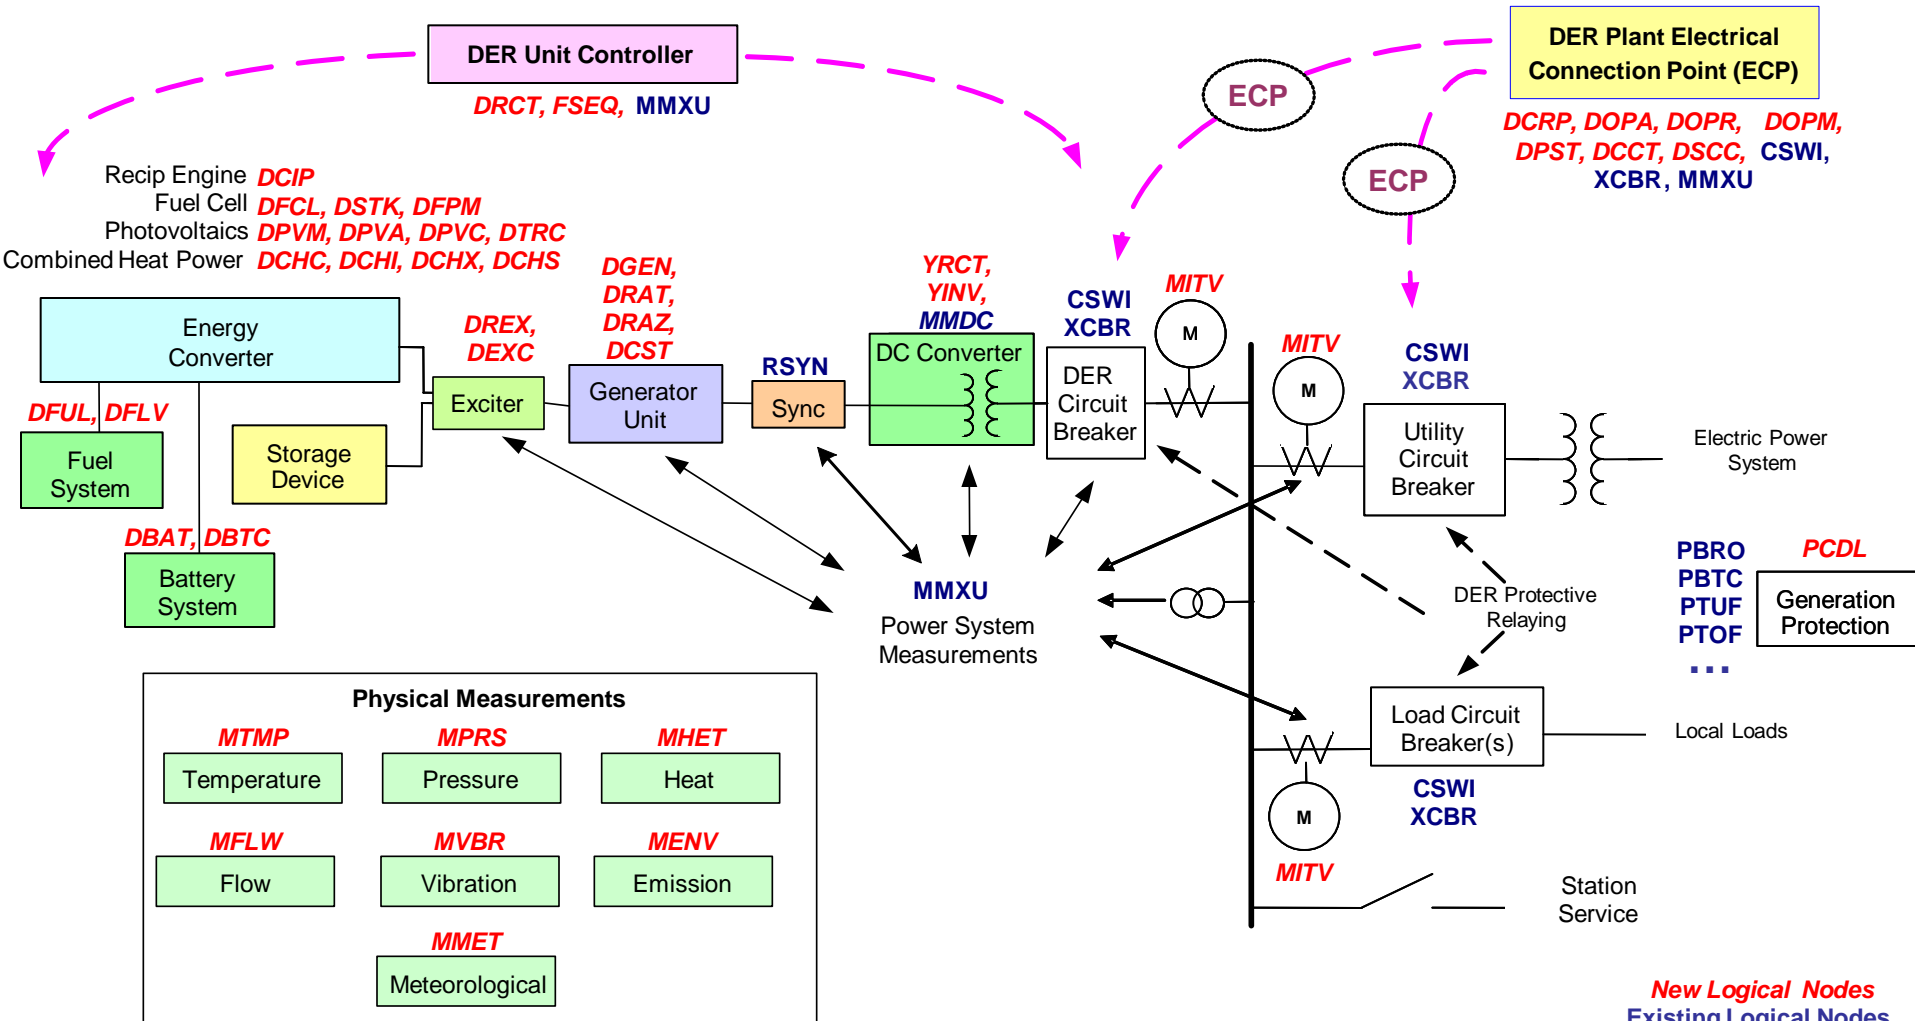 DER Unit Controller
DRCT, FSEQ, MMXU
DER Plant Electrical
Connection Point (ECP)
DCRP, DOPA, DOPR, DOPM,
DPST, DCCT, DSCC, CSWI,
XCBR, MMXU
ECP
ECP
Recip Engine DCIP
Fuel Cell DFCL, DSTK, DFPM
Photovoltaics DPVM, DPVA, DPVC, DTRC
Combined Heat Power DCHC, DCHI, DCHX, DCHS
Energy
Converter
DFUL, DFLV
Fuel
System
Storage
Device
DBAT, DBTC
Battery
System
DREX,
DEXC
Exciter
DGEN,
DRAT,
DRAZ,
DCST
Generator
Unit
RSYN
Sync
YRCT,
YINV,
MMDC
DC Converter
CSWI
XCBR
DER
Circuit
Breaker
MITV
M
MITV
M
CSWI
XCBR
Utility
Circuit
Breaker
Electric Power
System
MMXU
Power System
Measurements
DER Protective
Relaying
PBRO
PBTC
PTUF
PTOF
...
PCDL
Generation
Protection
Load Circuit
Breaker(s)
CSWI
XCBR
Local Loads
M
MITV
Station
Service
Physical Measurements
MTMP
Temperature
MPRS
Pressure
MHET
Heat
MFLW
Flow
MVBR
Vibration
MENV
Emission
MMET
Meteorological
New Logical Nodes
Existing Logical Nodes